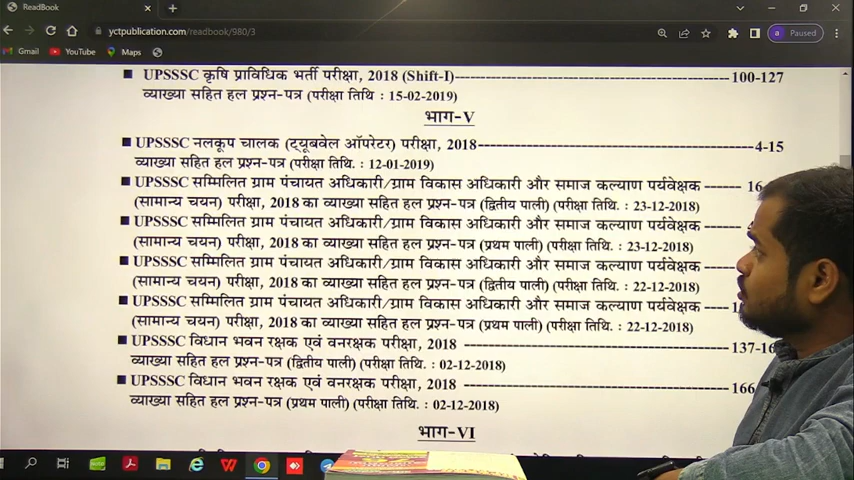 ReadBook
yctpublication.com/readbook/980/3
Paused
Gmail YouTube Maps
■ UPSSSC कृषि प्राविधिक भर्ती परीक्षा, 2018 (Shift-I) 100-127
व्याख्या सहित हल प्रश्न-पत्र (परीक्षा तिथि : 15-02-2019)
भाग-V
■ UPSSSC नलकूप चालक (ट्यूबवेल ऑपरेटर) परीक्षा, 2018 4-15
व्याख्या सहित हल प्रश्न-पत्र (परीक्षा तिथि. : 12-01-2019)
■ UPSSSC सम्मिलित ग्राम पंचायत अधिकारी/ग्राम विकास अधिकारी और समाज कल्याण पर्यवेक्षक ------- 16
(सामान्य चयन) परीक्षा, 2018 का व्याख्या सहित हल प्रश्न-पत्र (द्वितीय पाली) (परीक्षा तिथि. : 23-12-2018)
■ UPSSSC सम्मिलित ग्राम पंचायत अधिकारी/ग्राम विकास अधिकारी और समाज कल्याण पर्यवेक्षक -------
(सामान्य चयन) परीक्षा, 2018 का व्याख्या सहित हल प्रश्न-पत्र (प्रथम पाली) (परीक्षा तिथि. : 23-12-2018)
■ UPSSSC सम्मिलित ग्राम पंचायत अधिकारी/ग्राम विकास अधिकारी और समाज कल्याण पर्यवेक्षक -------
(सामान्य चयन) परीक्षा, 2018 का व्याख्या सहित हल प्रश्न-पत्र (द्वितीय पाली) (परीक्षा तिथि. : 22-12-2018)
■ UPSSSC सम्मिलित ग्राम पंचायत अधिकारी/ग्राम विकास अधिकारी और समाज कल्याण पर्यवेक्षक -------
(सामान्य चयन) परीक्षा, 2018 का व्याख्या सहित हल प्रश्न-पत्र (प्रथम पाली) (परीक्षा तिथि. : 22-12-2018)
■ UPSSSC विधान भवन रक्षक एवं वनरक्षक परीक्षा, 2018 137-16
व्याख्या सहित हल प्रश्न-पत्र (द्वितीय पाली) (परीक्षा तिथि. : 02-12-2018)
■ UPSSSC विधान भवन रक्षक एवं वनरक्षक परीक्षा, 2018 166
व्याख्या सहित हल प्रश्न-पत्र (प्रथम पाली) (परीक्षा तिथि. : 02-12-2018)
भाग-VI